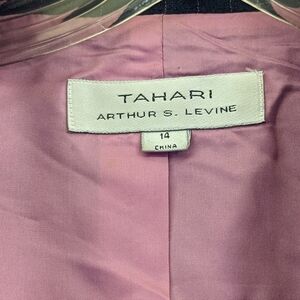 TAHARI
ARTHUR S. LEVINE
14
CHINA